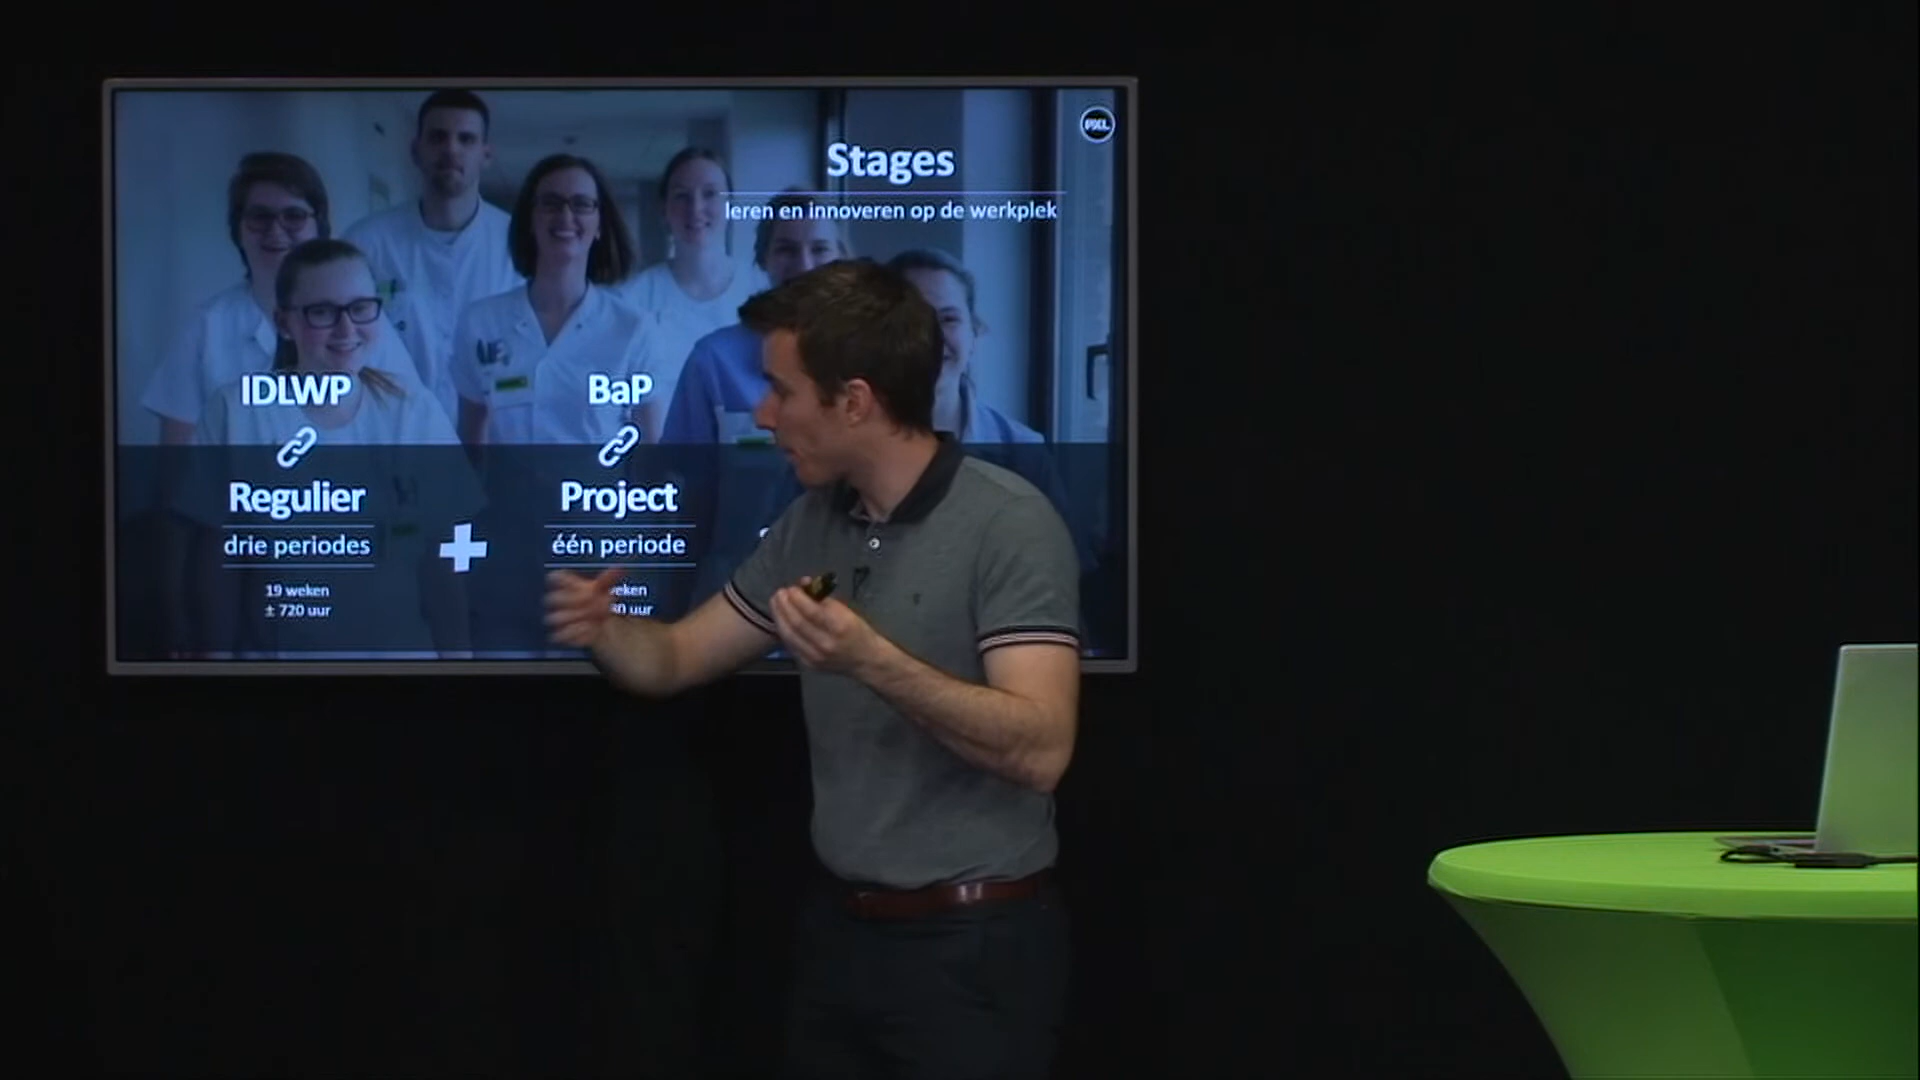 PXL
Stages
leren en innoveren op de werkplek
IDLWP
BaP
Regulier
Project
drie periodes
één periode
19 weken
± 720 uur
uur